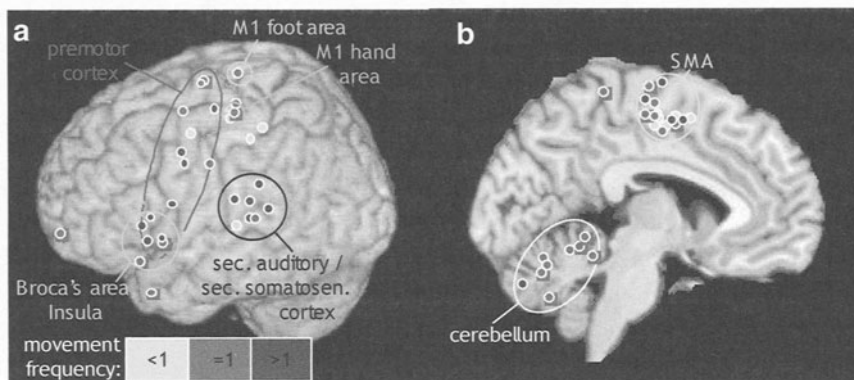 a
M1 foot area
premotor
cortex
M1 hand
area
sec. auditory /
sec. somatosen.
cortex
Broca's area
Insula
movement
frequency:
<1
=1
>1
b
SMA
cerebellum